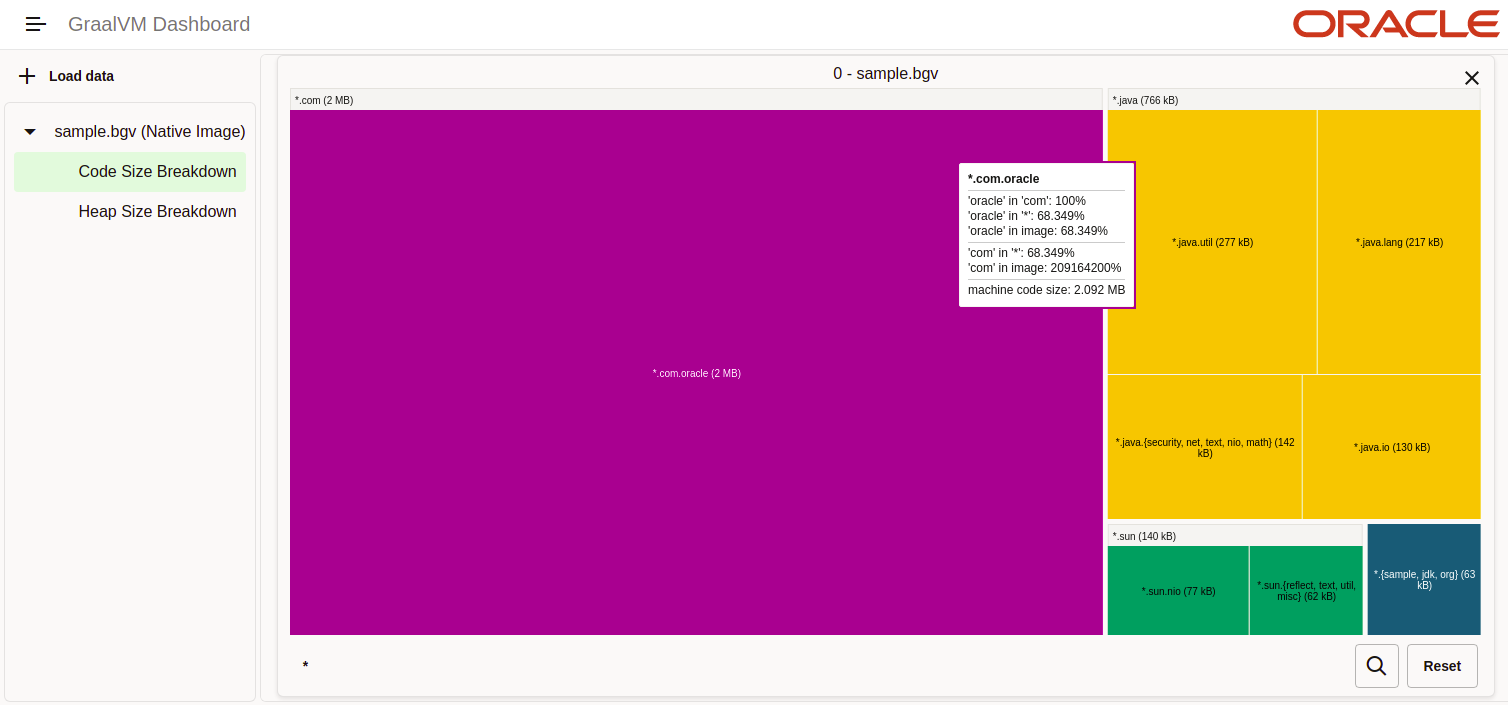 GraalVM Dashboard
ORACLE
Load data
sample.bgv (Native Image)
Code Size Breakdown
Heap Size Breakdown
0 - sample.bgv
*.com (2 MB)
*.com.oracle (2 MB)
*.com.oracle
'oracle' in 'com': 100%
'oracle' in '*': 68.349%
'oracle' in image: 68.349%
'com' in '*': 68.349%
'com' in image: 209164200%
machine code size: 2.092 MB
*.java (766 kB)
*.java.util (277 kB)
*.java.lang (217 kB)
*.java.{security, net, text, nio, math} (142
kB)
*.java.io (130 kB)
*.sun (140 kB)
*.sun.nio (77 kB)
*.sun.{reflect, text, util,
misc} (62 kB)
*.{sample, jdk, org} (63
kB)
*
Reset